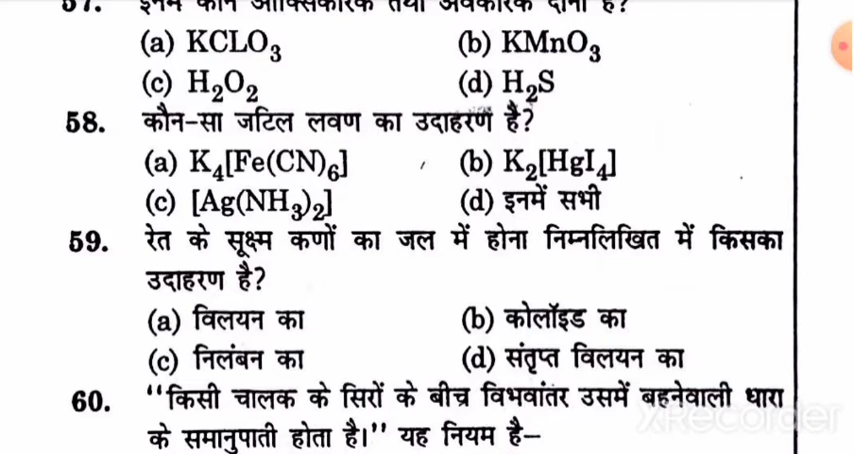 57. इनमें कौन ऑक्सिकारक तथा अवकारक दोनों है?
(a) KCLO₃ (b) KMnO₃
(c) H₂O₂ (d) H₂S
58. कौन-सा जटिल लवण का उदाहरण है?
(a) K₄[Fe(CN)₆] (b) K₂[HgI₄]
(c) [Ag(NH₃)₂] (d) इनमें सभी
59. रेत के सूक्ष्म कणों का जल में होना निम्नलिखित में किसका
उदाहरण है?
(a) विलयन का (b) कोलॉइड का
(c) निलंबन का (d) संतृप्त विलयन का
60. "किसी चालक के सिरों के बीच विभवांतर उसमें बहनेवाली धारा
XRecorder
के समानुपाती होता है।" यह नियम है–